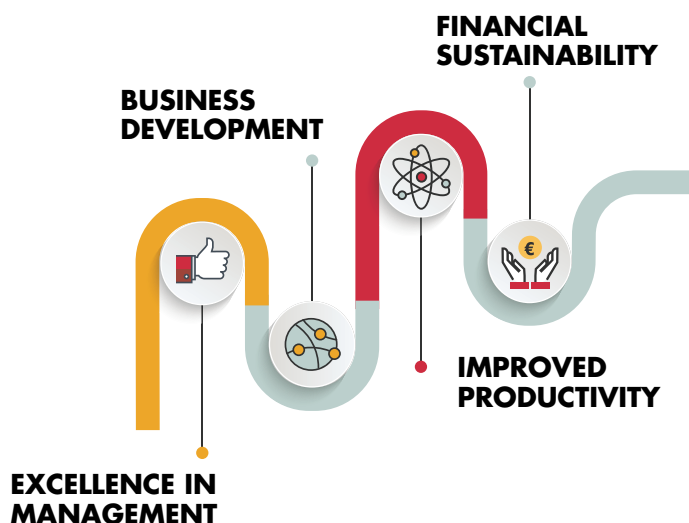 FINANCIAL
SUSTAINABILITY
BUSINESS
DEVELOPMENT
€
IMPROVED
PRODUCTIVITY
EXCELLENCE IN
MANAGEMENT